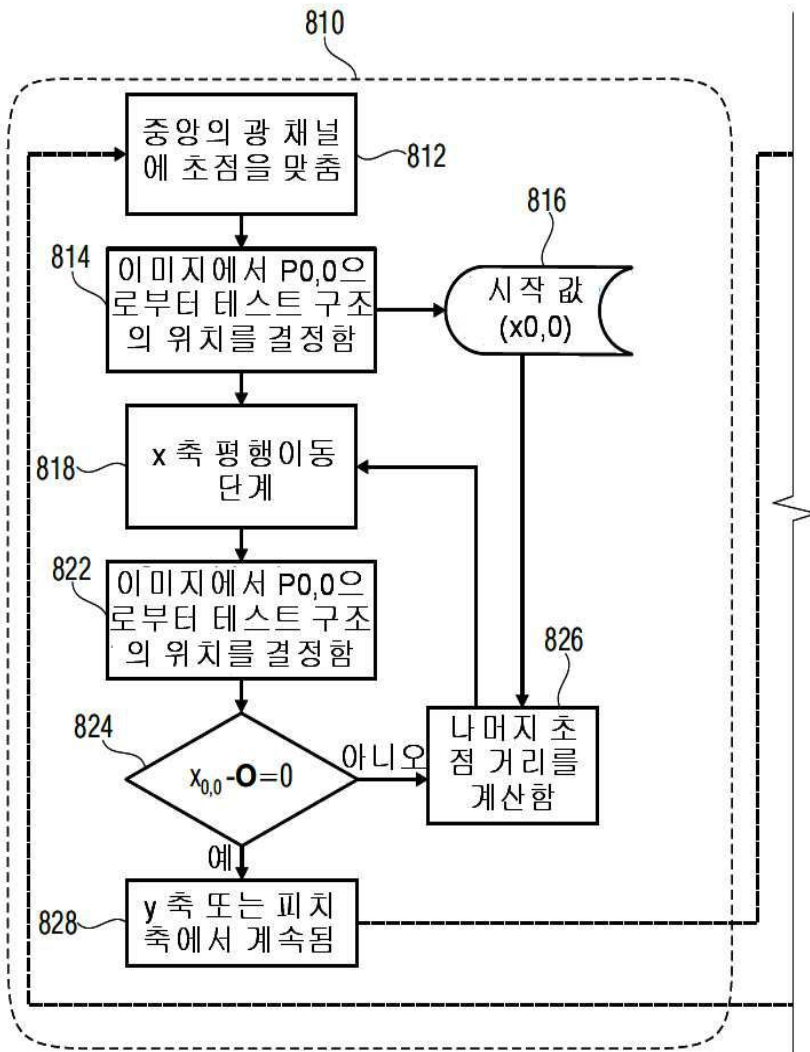 810
중앙의 광 채널
에 초점을 맞춤
812
814
이미지에서 P0,0으
로부터 테스트 구조
의 위치를 결정함
816
시작 값
(x0,0)
818
x 축 평행이동
단계
822
이미지에서 P0,0으
로부터 테스트 구조
의 위치를 결정함
824
x0,0-O=0
아니오
826
나머지 초
점 거리를
계산함
예
828
y 축 또는 피치
축에서 계속됨